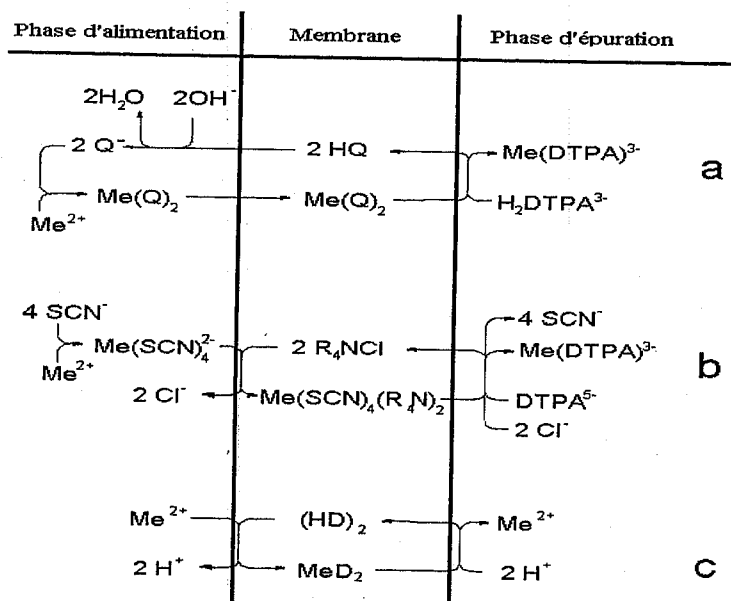 Phase d'alimentation Membrane Phase d'épuration
2H₂O 2OH⁻
2 Q⁻ 2 HQ Me(DTPA)³⁻
a
Me(Q)₂ Me(Q)₂ H₂DTPA³⁻
Me²⁺
4 SCN⁻ 4 SCN⁻
Me(SCN)₄²⁻ 2 R₄NCl Me(DTPA)³⁻
Me²⁺
b
2 Cl⁻ Me(SCN)₄(R₄N)₂ DTPA⁵⁻
2 Cl⁻
Me²⁺ (HD)₂ Me²⁺
2 H⁺ MeD₂ 2 H⁺ c